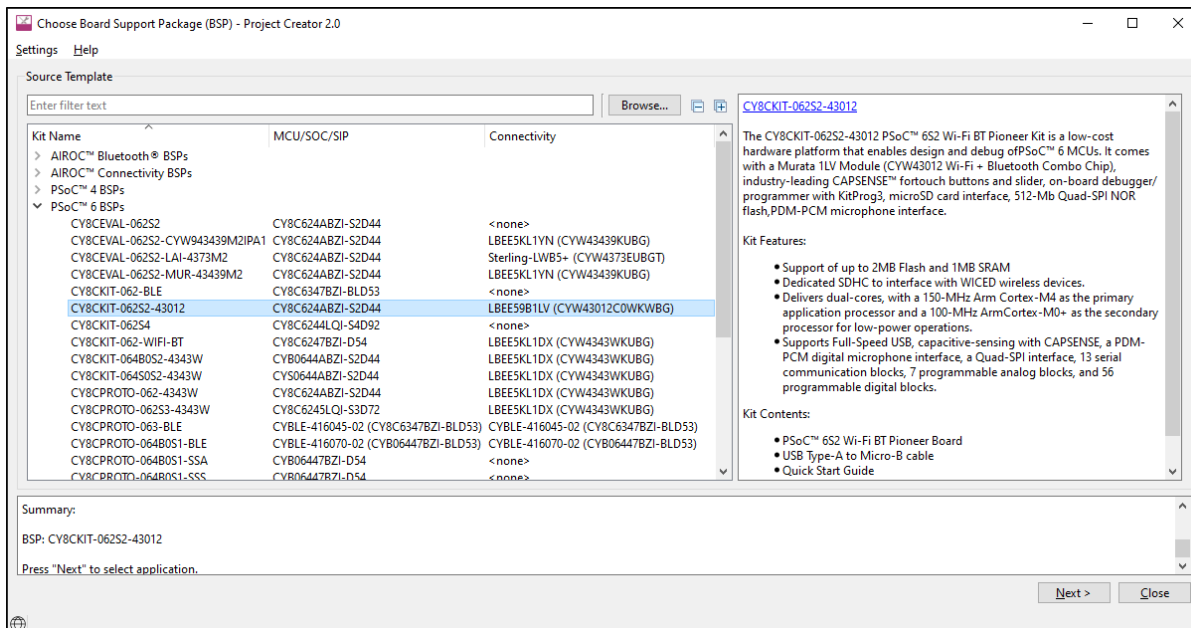 Choose Board Support Package (BSP) - Project Creator 2.0
Settings Help
Source Template
Enter filter text
Browse...
Kit Name MCU/SOC/SIP Connectivity
AIROC™ Bluetooth® BSPs
AIROC™ Connectivity BSPs
PSoC™ 4 BSPs
PSoC™ 6 BSPs
CY8CEVAL-062S2 CY8C624ABZI-S2D44 <none>
CY8CEVAL-062S2-CYW943439M2IPA1 CY8C624ABZI-S2D44 LBEE5KL1YN (CYW43439KUBG)
CY8CEVAL-062S2-LAI-4373M2 CY8C624ABZI-S2D44 Sterling-LWB5+ (CYW4373EUBGT)
CY8CEVAL-062S2-MUR-43439M2 CY8C624ABZI-S2D44 LBEE5KL1YN (CYW43439KUBG)
CY8CKIT-062-BLE CY8C6347BZI-BLD53 <none>
CY8CKIT-062S2-43012 CY8C624ABZI-S2D44 LBEE59B1LV (CYW43012C0WKWBG)
CY8CKIT-062S4 CY8C6244LQI-S4D92 <none>
CY8CKIT-062-WIFI-BT CY8C6247BZI-D54 LBEE5KL1DX (CYW4343WKUBG)
CY8CKIT-064B0S2-4343W CYB0644ABZI-S2D44 LBEE5KL1DX (CYW4343WKUBG)
CY8CKIT-064S0S2-4343W CYS0644ABZI-S2D44 LBEE5KL1DX (CYW4343WKUBG)
CY8CPROTO-062-4343W CY8C624ABZI-S2D44 LBEE5KL1DX (CYW4343WKUBG)
CY8CPROTO-062S3-4343W CY8C6245LQI-S3D72 LBEE5KL1DX (CYW4343WKUBG)
CY8CPROTO-063-BLE CYBLE-416045-02 (CY8C6347BZI-BLD53) CYBLE-416045-02 (CY8C6347BZI-BLD53)
CY8CPROTO-064B0S1-BLE CYBLE-416070-02 (CYB06447BZI-BLD53) CYBLE-416070-02 (CYB06447BZI-BLD53)
CY8CPROTO-064B0S1-SSA CYB06447BZI-D54 <none>
CY8CPROTO-064B0S1-SSS CYB06447BZI-D54 <none>
CY8CKIT-062S2-43012
The CY8CKIT-062S2-43012 PSoC™ 6S2 Wi-Fi BT Pioneer Kit is a low-cost
hardware platform that enables design and debug ofPSoC™ 6 MCUs. It comes
with a Murata 1LV Module (CYW43012 Wi-Fi + Bluetooth Combo Chip),
industry-leading CAPSENSE™ fortouch buttons and slider, on-board debugger/
programmer with KitProg3, microSD card interface, 512-Mb Quad-SPI NOR
flash,PDM-PCM microphone interface.
Kit Features:
• Support of up to 2MB Flash and 1MB SRAM
• Dedicated SDHC to interface with WICED wireless devices.
• Delivers dual-cores, with a 150-MHz Arm Cortex-M4 as the primary
application processor and a 100-MHz ArmCortex-M0+ as the secondary
processor for low-power operations.
• Supports Full-Speed USB, capacitive-sensing with CAPSENSE, a PDM-
PCM digital microphone interface, a Quad-SPI interface, 13 serial
communication blocks, 7 programmable analog blocks, and 56
programmable digital blocks.
Kit Contents:
• PSoC™ 6S2 Wi-Fi BT Pioneer Board
• USB Type-A to Micro-B cable
• Quick Start Guide
Summary:
BSP: CY8CKIT-062S2-43012
Press "Next" to select application.
Next > Close